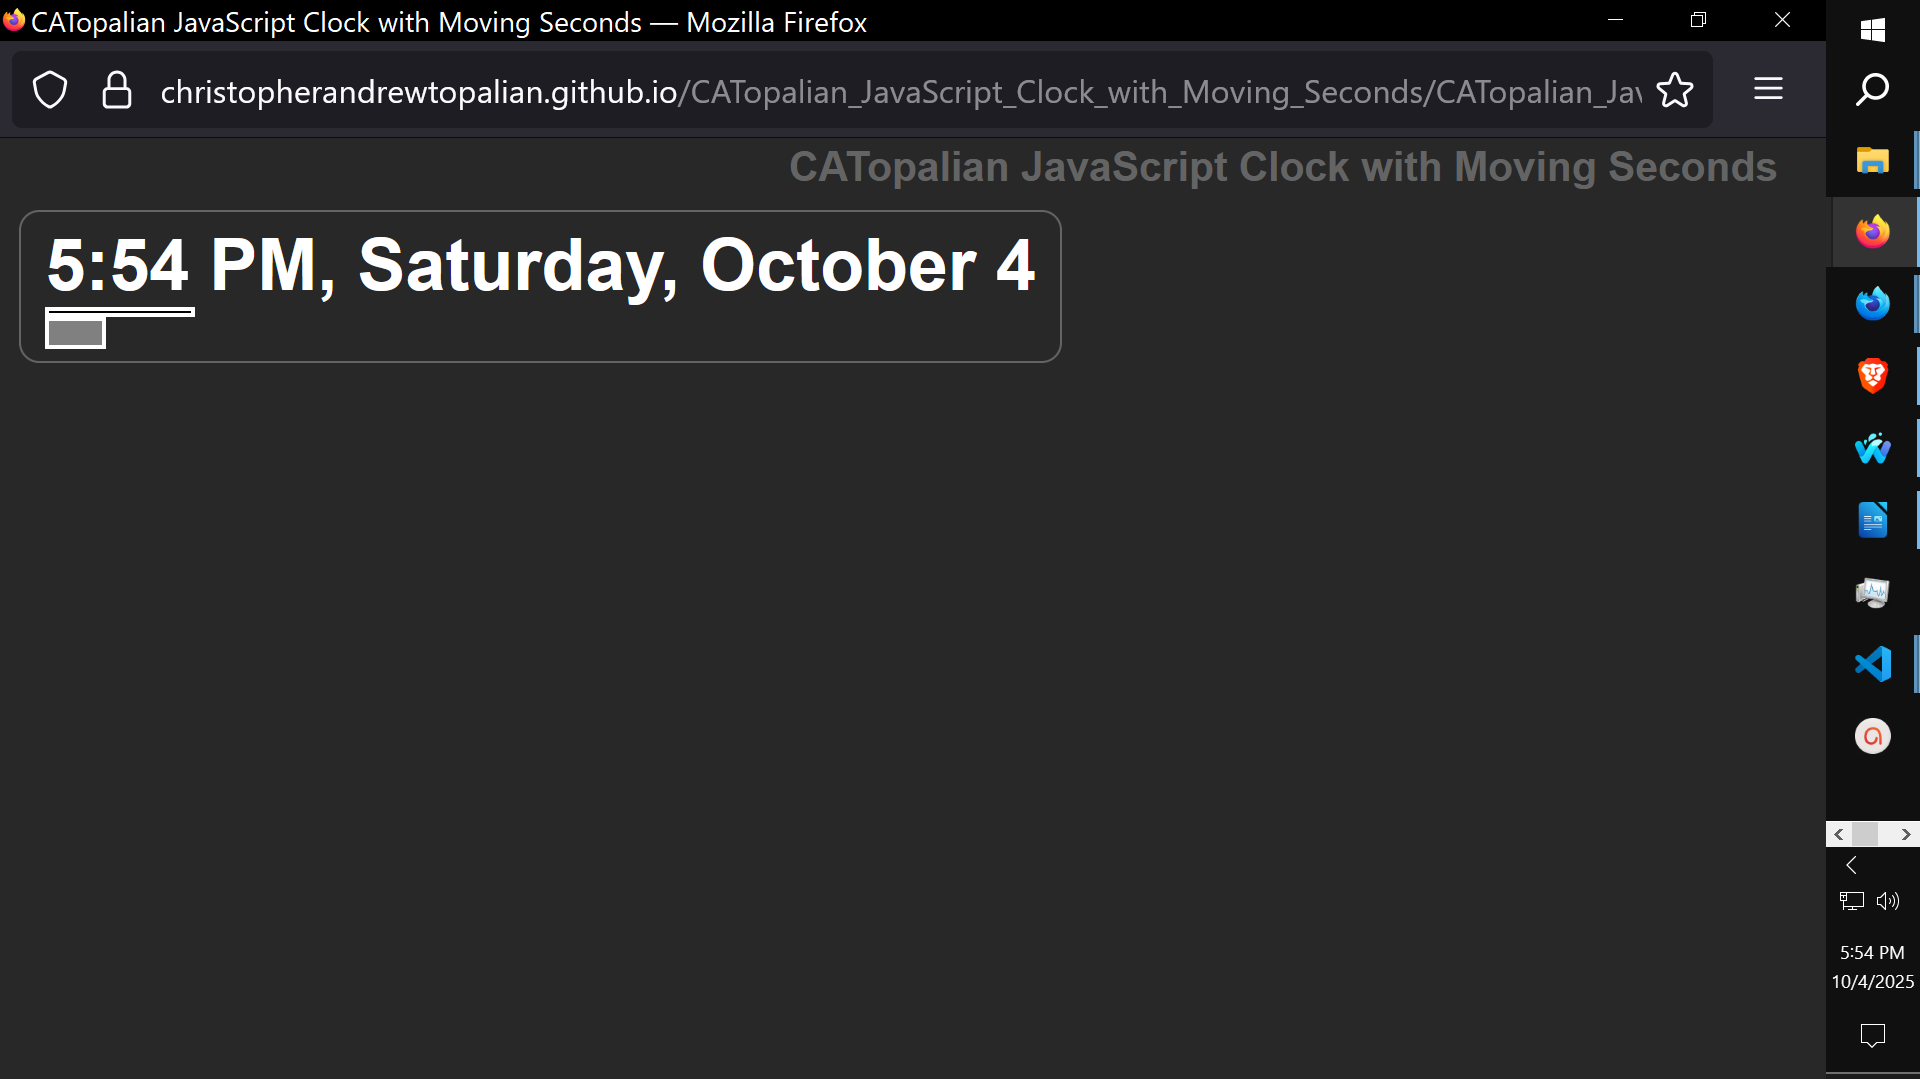 CATopalian JavaScript Clock with Moving Seconds — Mozilla Firefox
christopherandrewtopalian.github.io/CATopalian_JavaScript_Clock_with_Moving_Seconds/CATopalian_Jav
CATopalian JavaScript Clock with Moving Seconds
5:54 PM, Saturday, October 4
5:54 PM
10/4/2025